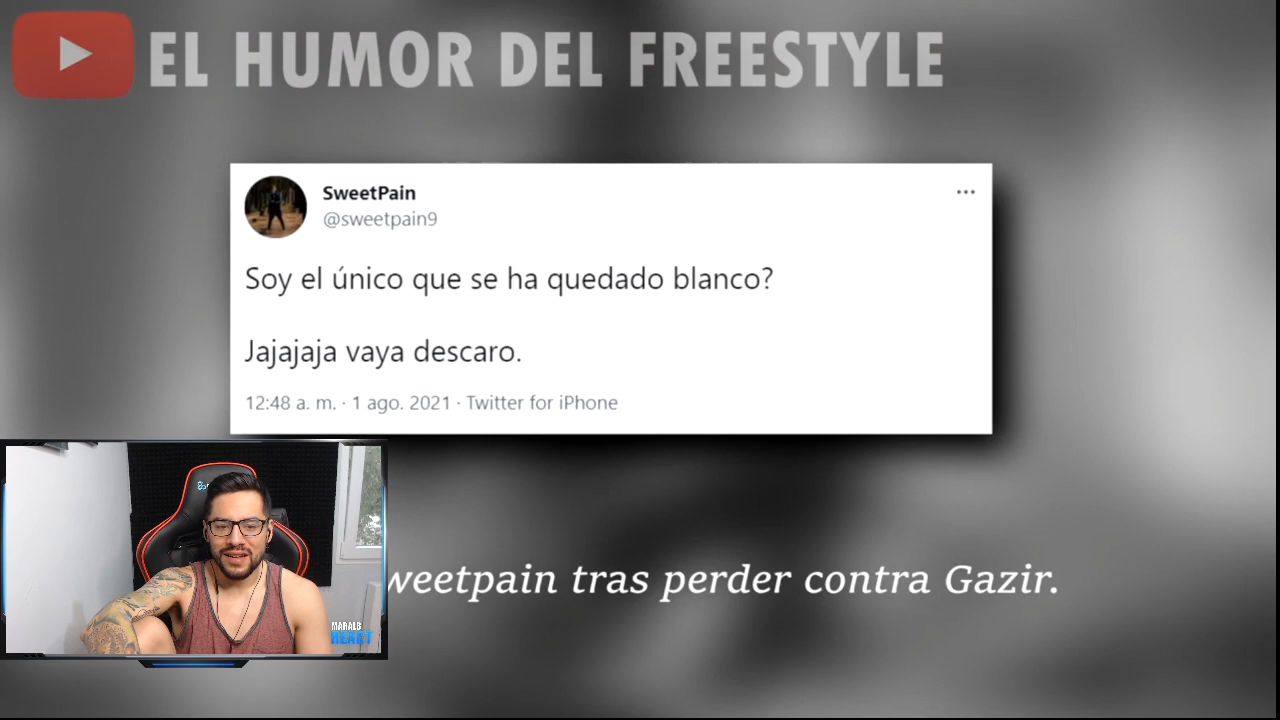 EL HUMOR DEL FREESTYLE
SweetPain
@sweetpain9
Soy el único que se ha quedado blanco?
Jajajaja vaya descaro.
12:48 a. m. · 1 ago. 2021 · Twitter for iPhone
weetpain tras perder contra Gazir.
MARALB
REACT